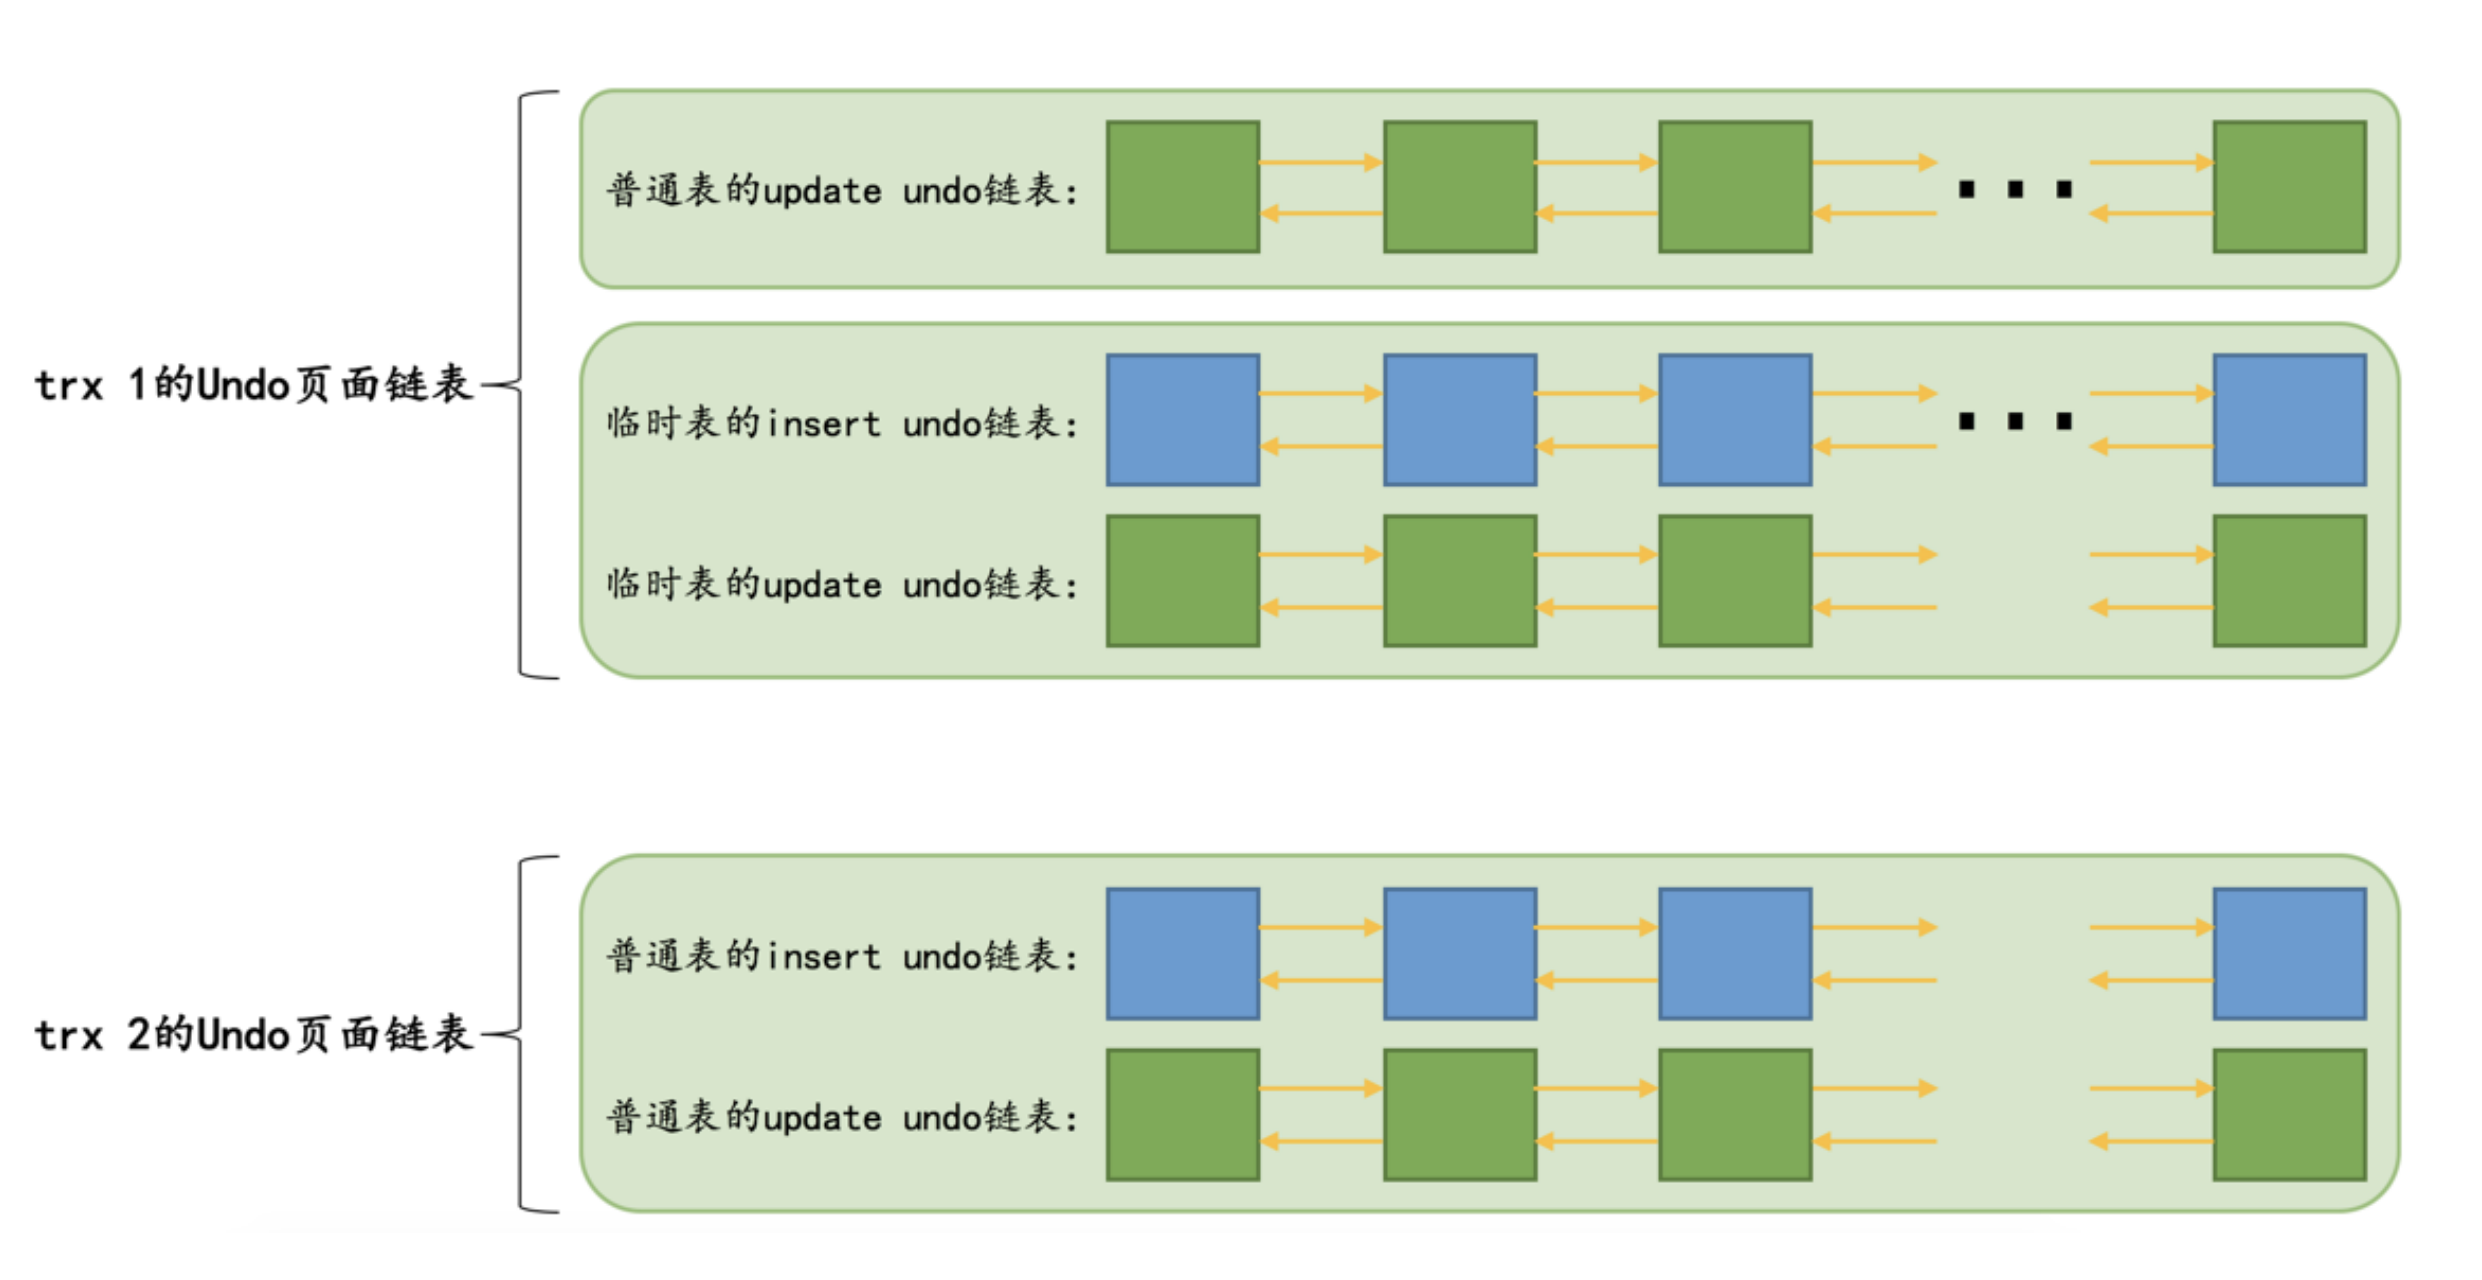 普通表的update undo链表：
trx 1的Undo页面链表
临时表的insert undo链表：
临时表的update undo链表：
普通表的insert undo链表：
trx 2的Undo页面链表
普通表的update undo链表：